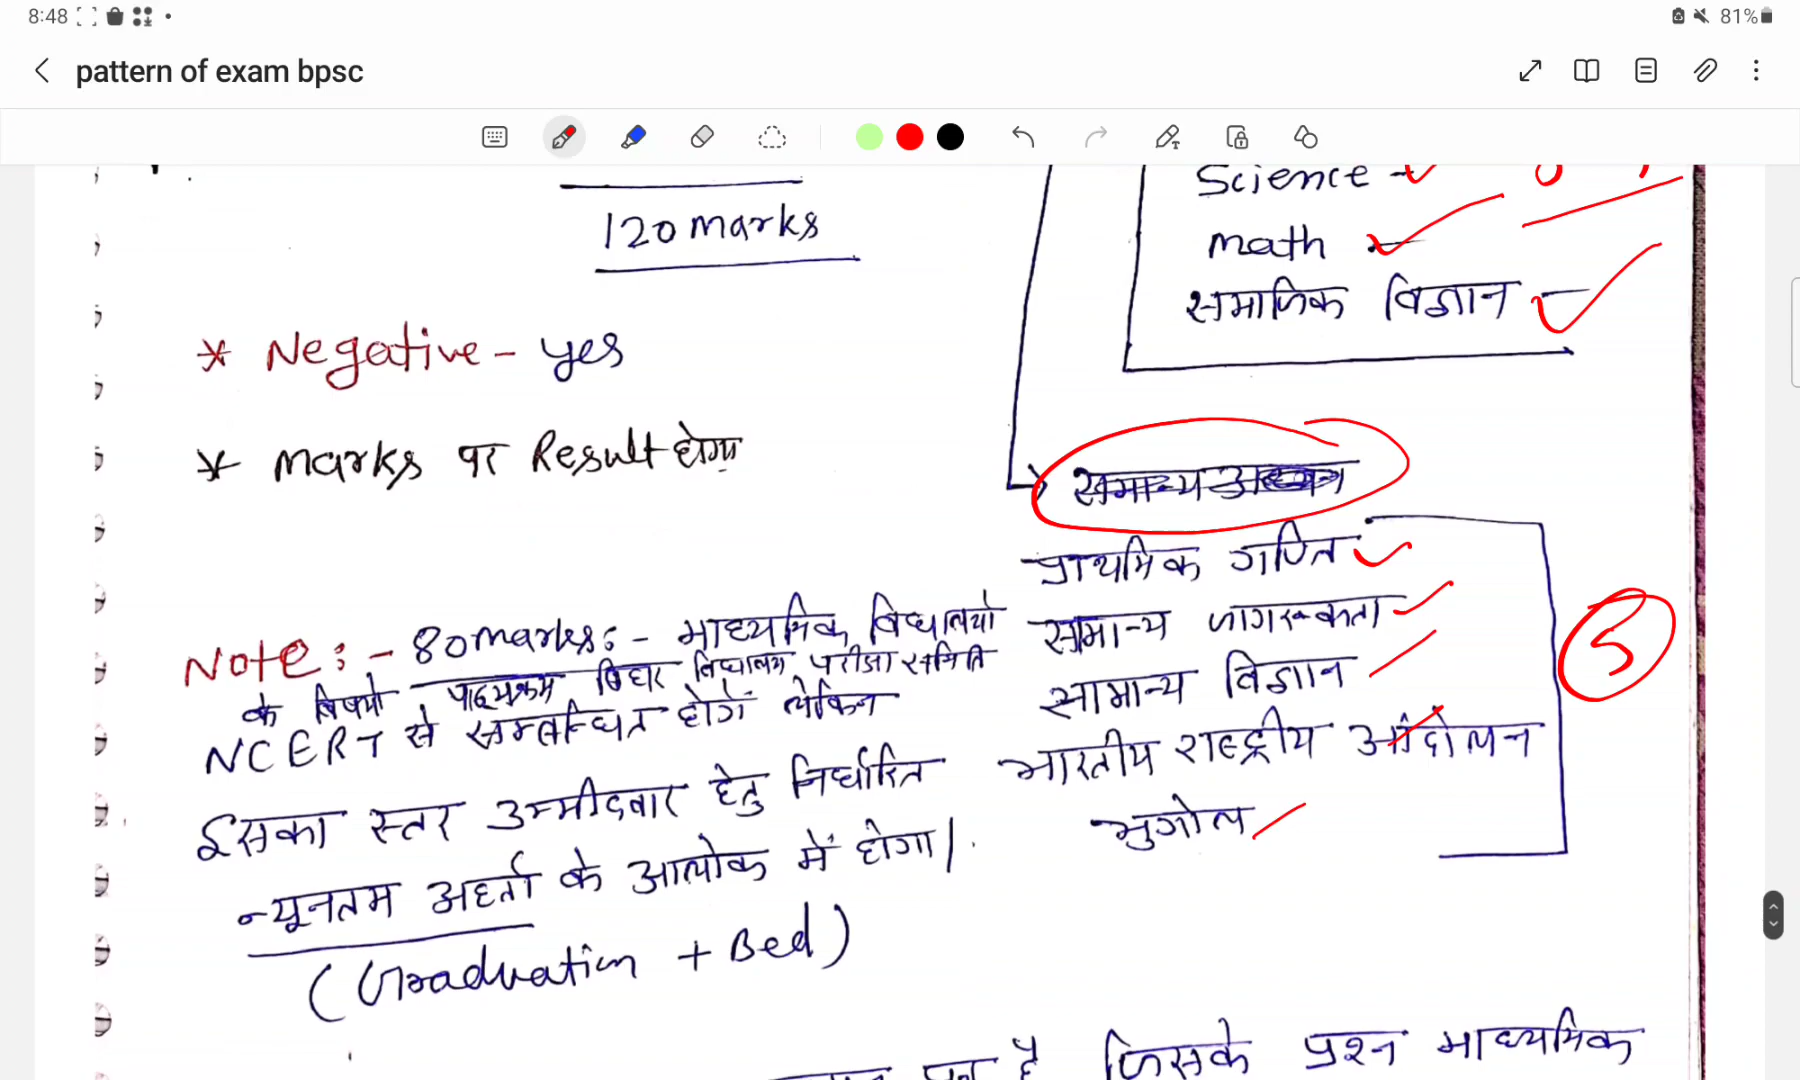 8:48
81%
pattern of exam bpsc
Science
120 marks
math
समाजिक विज्ञान
* Negative - yes
* marks पर Result होगा
सामान्य अध्ययन
प्राथमिक गणित
सामान्य जागरूकता
सामान्य विज्ञान
भारतीय राष्ट्रीय आंदोलन
भुगोल
5
Note :- 80 marks :- माध्यमिक विधालयो
के विषयो पाठ्यक्रम बिहार विधालय परीक्षा समिति
NCERT से सम्बन्धित होगें लेकिन
इसका स्तर उम्मीदवार हेतु निर्धारित
न्यूनतम अहर्ता के आलोक में होगा।
(Graduation + Bed)
है जिसके प्रश्न माध्यमिक